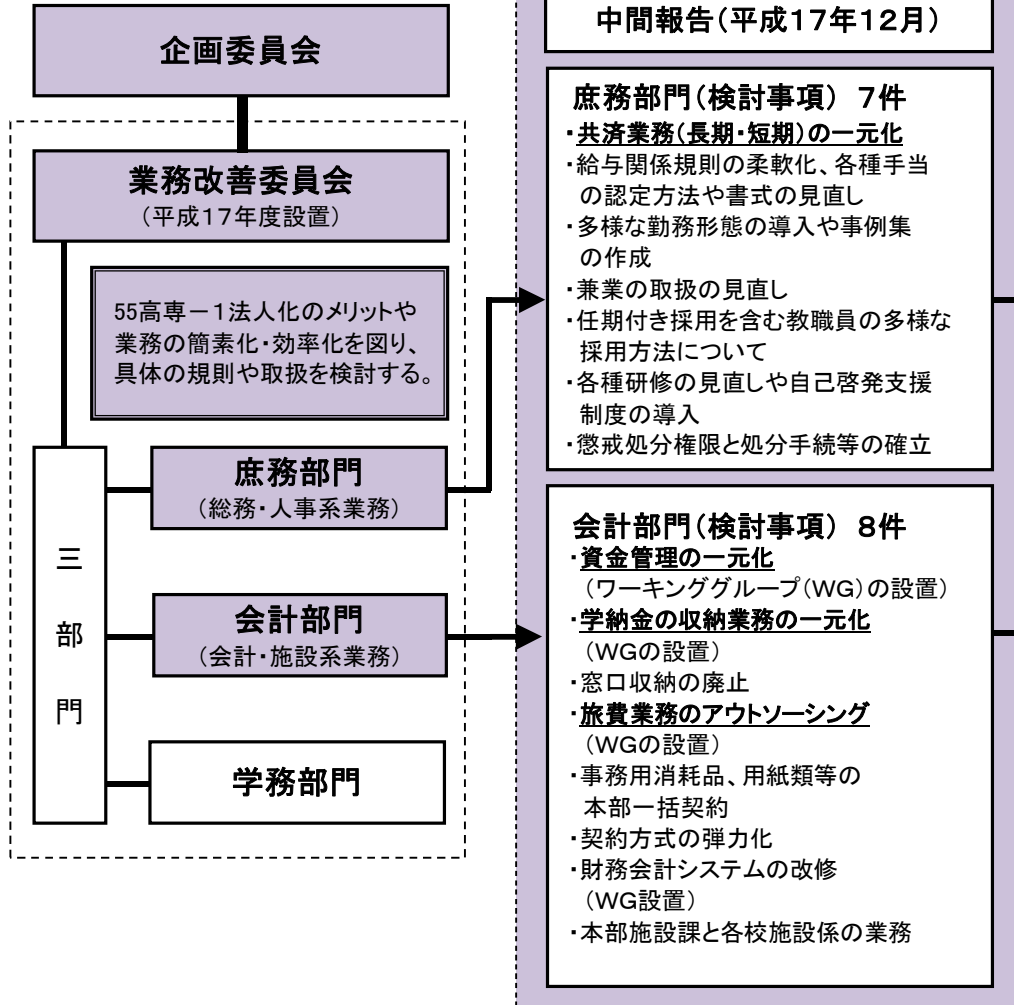 企画委員会
業務改善委員会
(平成17年度設置)
55高専-1法人化のメリットや
業務の簡素化・効率化を図り、
具体の規則や取扱を検討する。
三
部
門
庶務部門
(総務・人事系業務)
会計部門
(会計・施設系業務)
学務部門
中間報告(平成17年12月)
庶務部門(検討事項) 7件
・共済業務(長期・短期)の一元化
・給与関係規則の柔軟化、各種手当
の認定方法や書式の見直し
・多様な勤務形態の導入や事例集
の作成
・兼業の取扱の見直し
・任期付き採用を含む教職員の多様な
採用方法について
・各種研修の見直しや自己啓発支援
制度の導入
・懲戒処分権限と処分手続等の確立
会計部門(検討事項) 8件
・資金管理の一元化
(ワーキンググループ(WG)の設置)
・学納金の収納業務の一元化
(WGの設置)
・窓口収納の廃止
・旅費業務のアウトソーシング
(WGの設置)
・事務用消耗品、用紙類等の
本部一括契約
・契約方式の弾力化
・財務会計システムの改修
(WG設置)
・本部施設課と各校施設係の業務